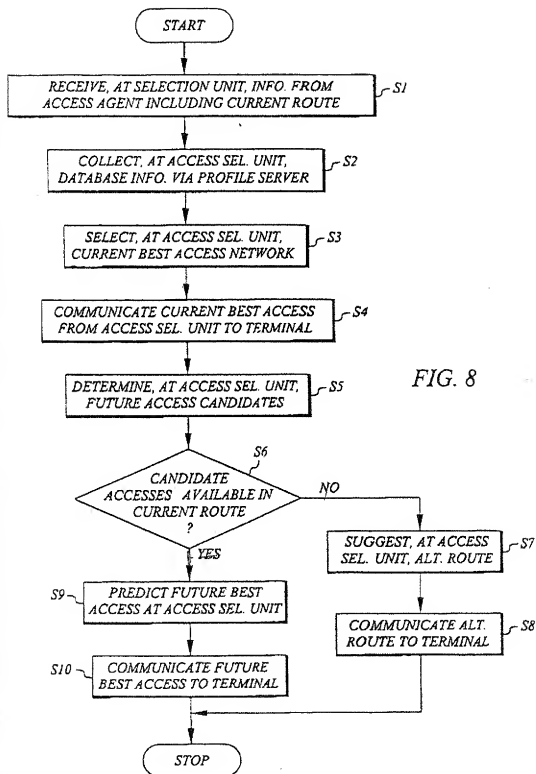 START
RECEIVE, AT SELECTION UNIT, INFO. FROM
ACCESS AGENT INCLUDING CURRENT ROUTE
S1
COLLECT, AT ACCESS SEL. UNIT,
DATABASE INFO. VIA PROFILE SERVER
S2
SELECT, AT ACCESS SEL. UNIT,
CURRENT BEST ACCESS NETWORK
S3
COMMUNICATE CURRENT BEST ACCESS
FROM ACCESS SEL. UNIT TO TERMINAL
S4
DETERMINE, AT ACCESS SEL. UNIT,
FUTURE ACCESS CANDIDATES
S5
FIG. 8
S6
CANDIDATE
ACCESSES AVAILABLE IN
CURRENT ROUTE
?
NO
YES
SUGGEST, AT ACCESS
SEL. UNIT, ALT. ROUTE
S7
S9
PREDICT FUTURE BEST
ACCESS AT ACCESS SEL. UNIT
COMMUNICATE ALT.
ROUTE TO TERMINAL
S8
S10
COMMUNICATE FUTURE
BEST ACCESS TO TERMINAL
STOP